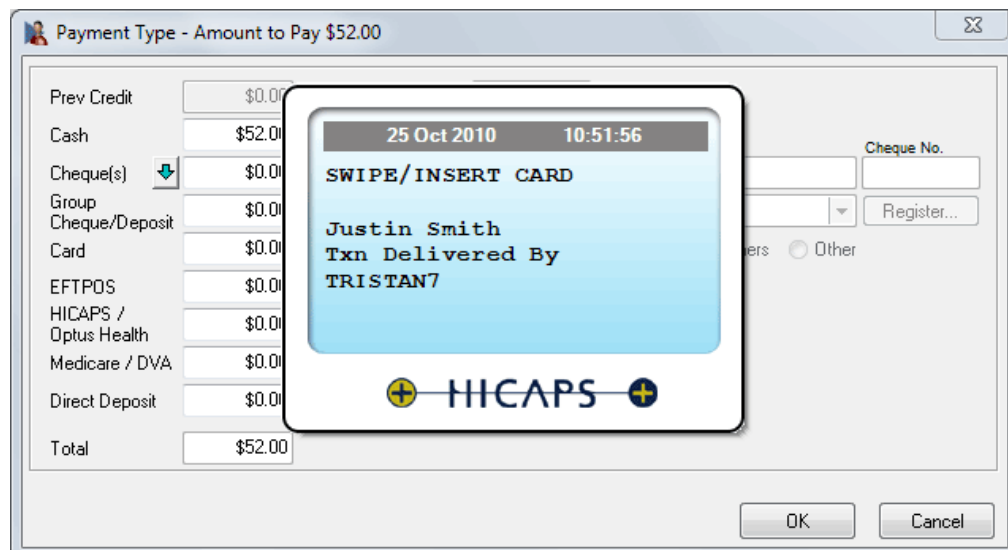 Payment Type - Amount to Pay $52.00
Prev Credit $0.00
Cash $52.00
Cheque(s) $0.00
Cheque No.
Group
Cheque/Deposit $0.00
Register...
Card $0.00
Other
EFTPOS $0.00
HICAPS /
Optus Health $0.00
Medicare / DVA $0.00
Direct Deposit $0.00
Total $52.00
25 Oct 2010 10:51:56
SWIPE/INSERT CARD
Justin Smith
Txn Delivered By
TRISTAN7
HICAPS
OK Cancel